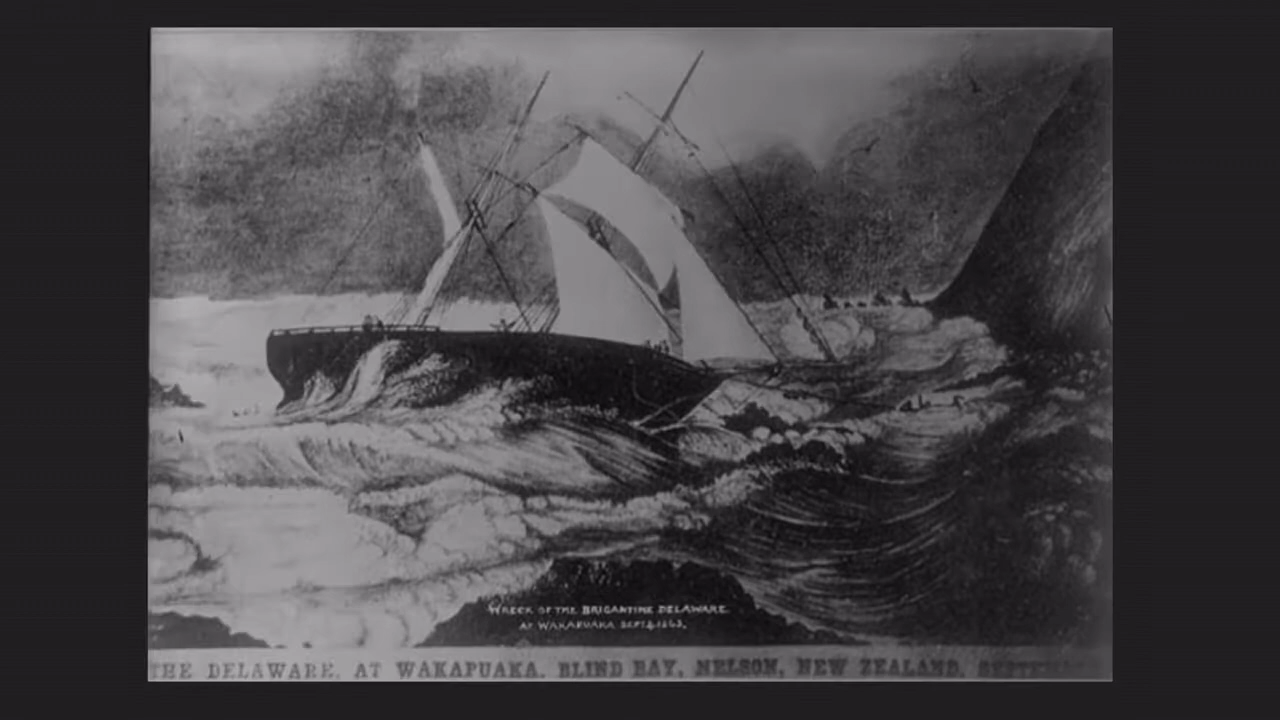 WRECK OF THE BRIGANTINE DELAWARE.
AT WAKAPUAKA SEPT 4. 1863.
THE DELAWARE, AT WAKAPUAKA, BLIND BAY, NELSON, NEW ZEALAND,